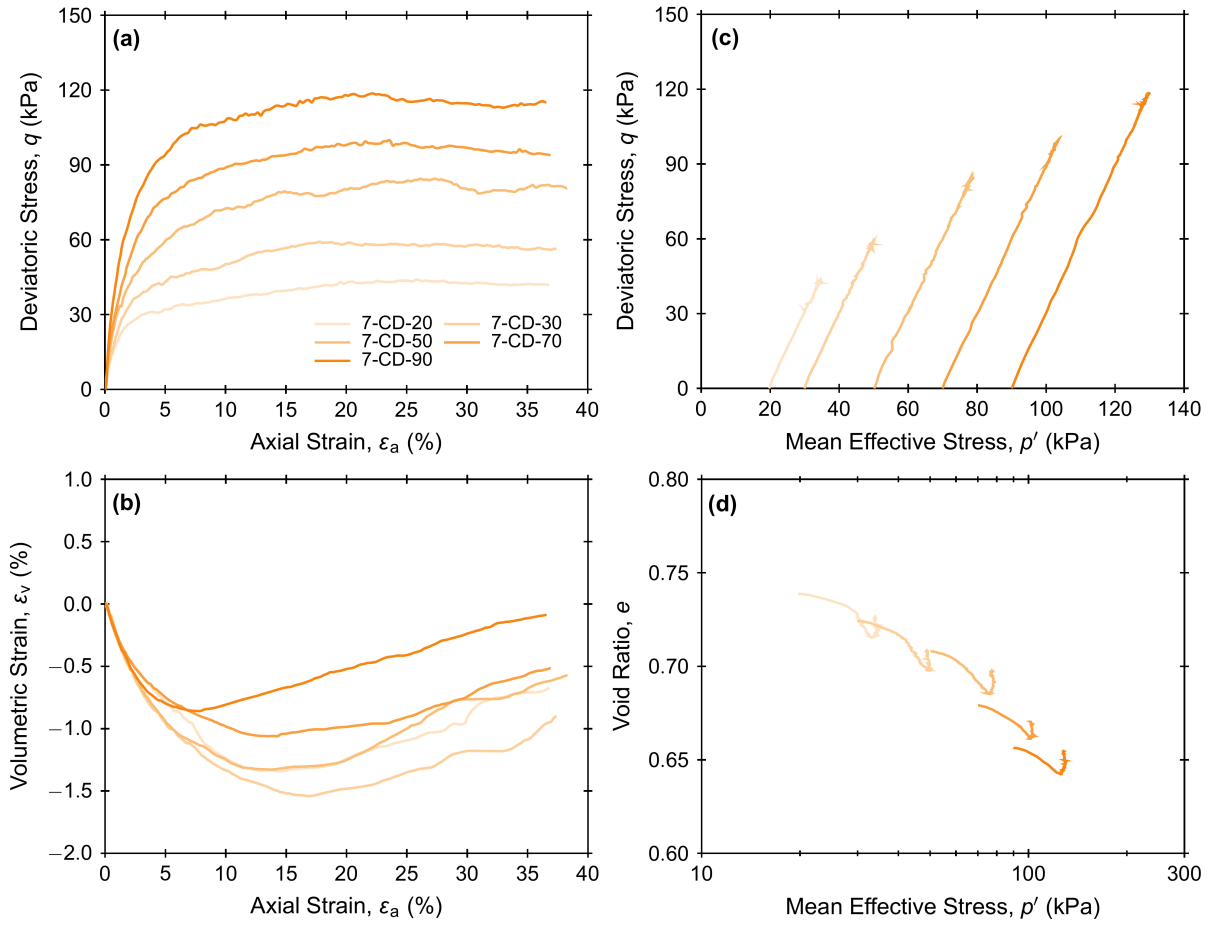 (a)
150
120
90
60
30
0
Deviatoric Stress, q (kPa)
7-CD-20
7-CD-30
7-CD-50
7-CD-70
7-CD-90
0 5 10 15 20 25 30 35 40
Axial Strain, εa (%)
(c)
150
120
90
60
30
0
Deviatoric Stress, q (kPa)
0 20 40 60 80 100 120 140
Mean Effective Stress, p′ (kPa)
(b)
1.0
0.5
0.0
−0.5
−1.0
−1.5
−2.0
Volumetric Strain, εv (%)
0 5 10 15 20 25 30 35 40
Axial Strain, εa (%)
(d)
0.80
0.75
0.70
0.65
0.60
Void Ratio, e
10 100 300
Mean Effective Stress, p′ (kPa)